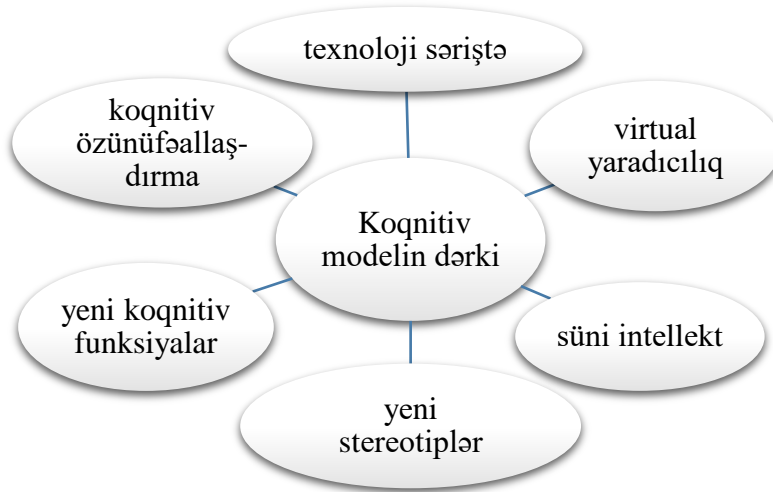 texnoloji səriştə
koqnitiv
özünüfəallaş-
dırma
virtual
yaradıcılıq
Koqnitiv
modelin dərki
yeni koqnitiv
funksiyalar
süni intellekt
yeni
stereotiplər